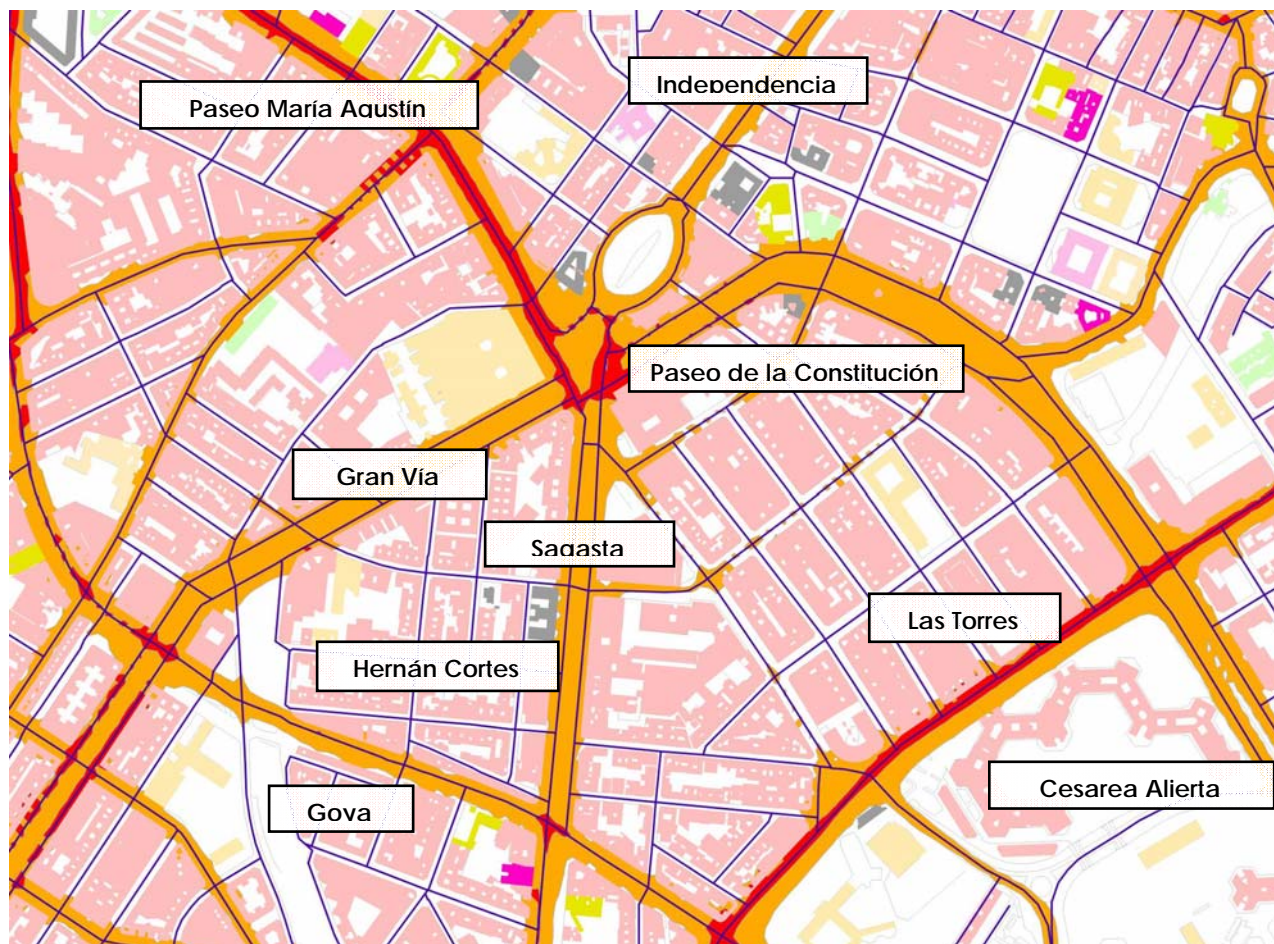 Independencia
Paseo María Agustín
Paseo de la Constitución
Gran Vía
Sagasta
Las Torres
Hernán Cortes
Cesarea Alierta
Goya